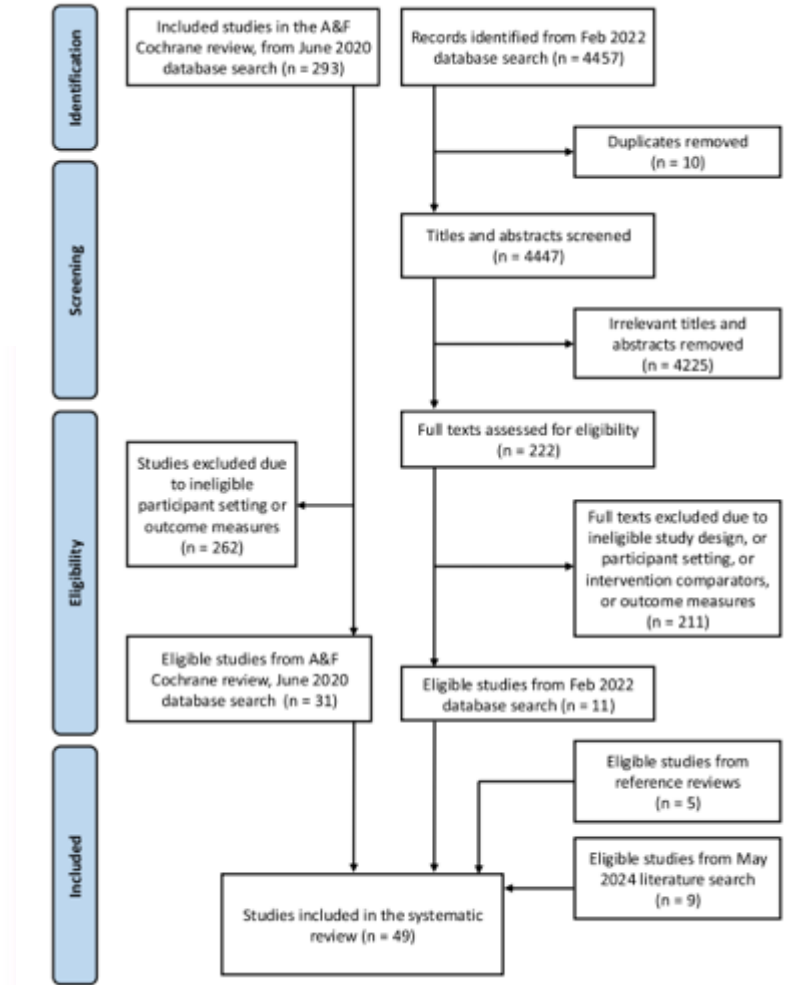 Identification
Included studies in the A&F
Cochrane review, from June 2020
database search (n = 293)
Records identified from Feb 2022
database search (n = 4457)
Duplicates removed
(n = 10)
Screening
Titles and abstracts screened
(n = 4447)
Irrelevant titles and
abstracts removed
(n = 4225)
Eligibility
Full texts assessed for eligibility
(n = 222)
Studies excluded due
to ineligible
participant setting or
outcome measures
(n = 262)
Full texts excluded due to
ineligible study design, or
participant setting, or
intervention comparators,
or outcome measures
(n = 211)
Eligible studies from A&F
Cochrane review, June 2020
database search (n = 31)
Eligible studies from Feb 2022
database search (n = 11)
Included
Eligible studies from
reference reviews
(n = 5)
Eligible studies from May
2024 literature search
(n = 9)
Studies included in the systematic
review (n = 49)